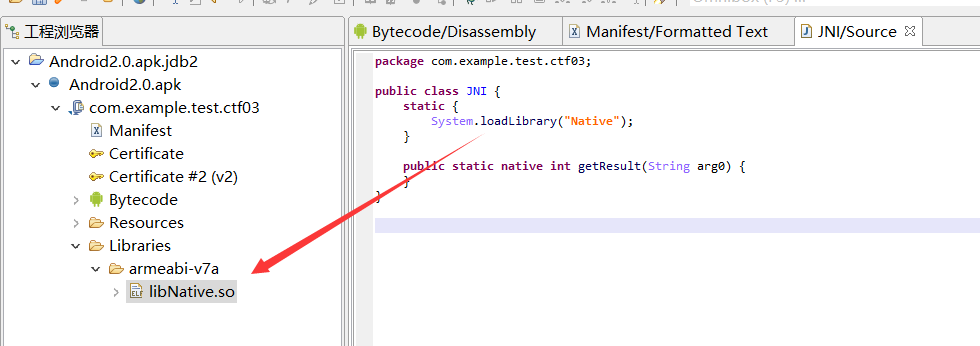 工程浏览器
Android2.0.apk.jdb2
Android2.0.apk
com.example.test.ctf03
Manifest
Certificate
Certificate #2 (v2)
Bytecode
Resources
Libraries
armeabi-v7a
libNative.so
Bytecode/Disassembly
Manifest/Formatted Text
JNI/Source
package com.example.test.ctf03;
public class JNI {
static {
System.loadLibrary("Native");
}
public static native int getResult(String arg0) {
}
}